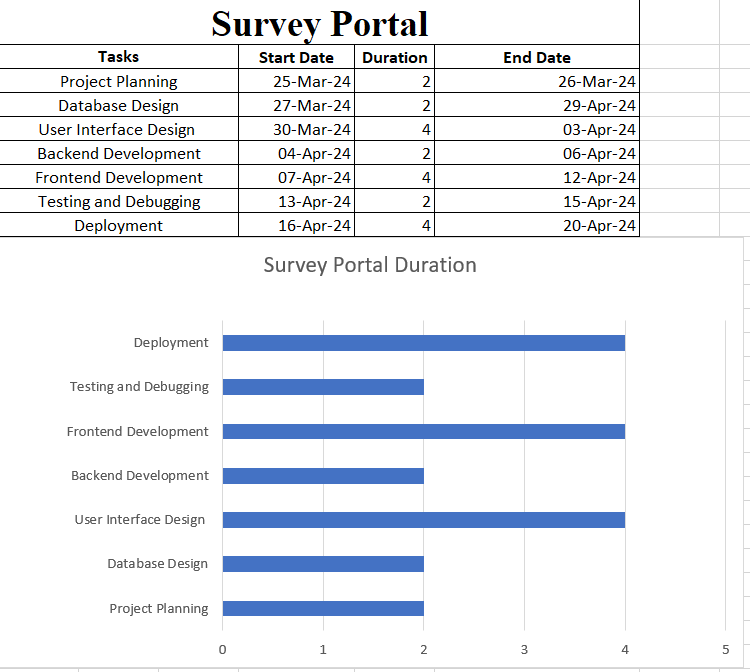 Survey Portal
Tasks Start Date Duration End Date
Project Planning 25-Mar-24 2 26-Mar-24
Database Design 27-Mar-24 2 29-Apr-24
User Interface Design 30-Mar-24 4 03-Apr-24
Backend Development 04-Apr-24 2 06-Apr-24
Frontend Development 07-Apr-24 4 12-Apr-24
Testing and Debugging 13-Apr-24 2 15-Apr-24
Deployment 16-Apr-24 4 20-Apr-24
Survey Portal Duration
Deployment
Testing and Debugging
Frontend Development
Backend Development
User Interface Design
Database Design
Project Planning
0 1 2 3 4 5